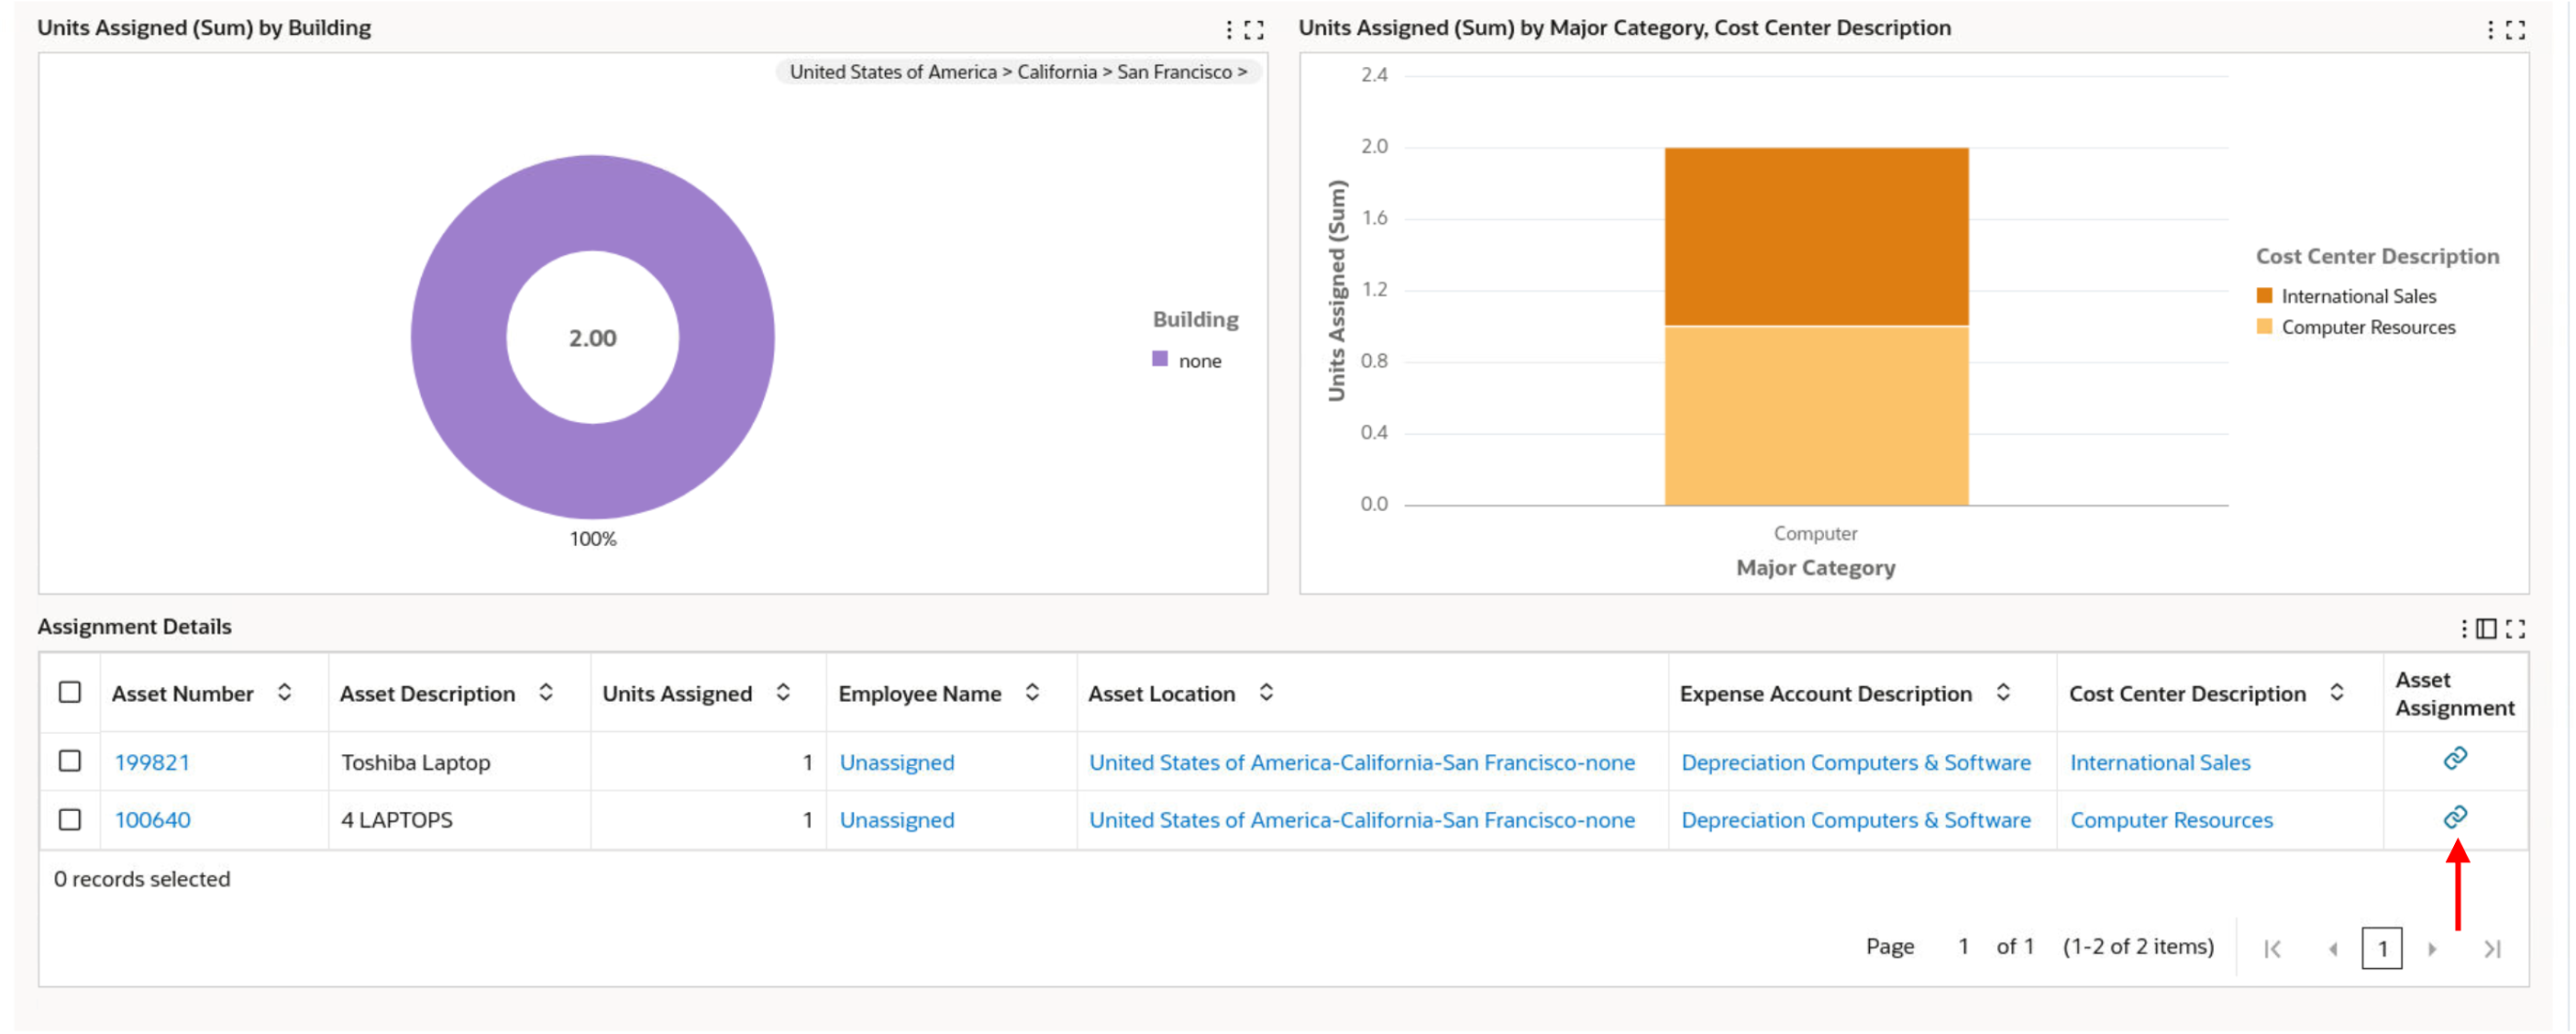 Units Assigned (Sum) by Building
United States of America > California > San Francisco >
2.00
100%
Building
none
Units Assigned (Sum) by Major Category, Cost Center Description
2.4
2.0
1.6
1.2
0.8
0.4
0.0
Units Assigned (Sum)
Computer
Major Category
Cost Center Description
International Sales
Computer Resources
Assignment Details
Asset Number Asset Description Units Assigned Employee Name Asset Location Expense Account Description Cost Center Description Asset Assignment
199821 Toshiba Laptop 1 Unassigned United States of America-California-San Francisco-none Depreciation Computers & Software International Sales
100640 4 LAPTOPS 1 Unassigned United States of America-California-San Francisco-none Depreciation Computers & Software Computer Resources
0 records selected
Page 1 of 1 (1-2 of 2 items) 1